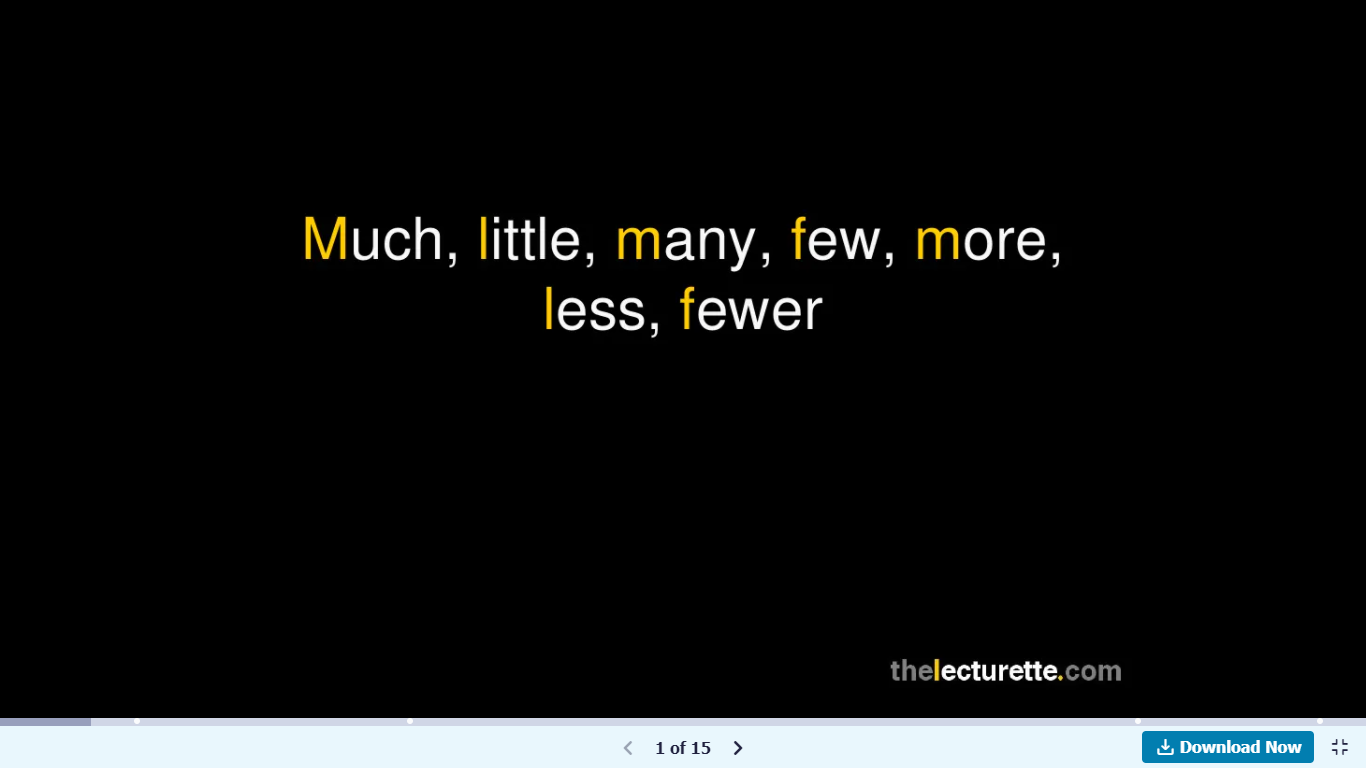 Much, little, many, few, more,
less, fewer
thelecturette.com
1 of 15
Download Now